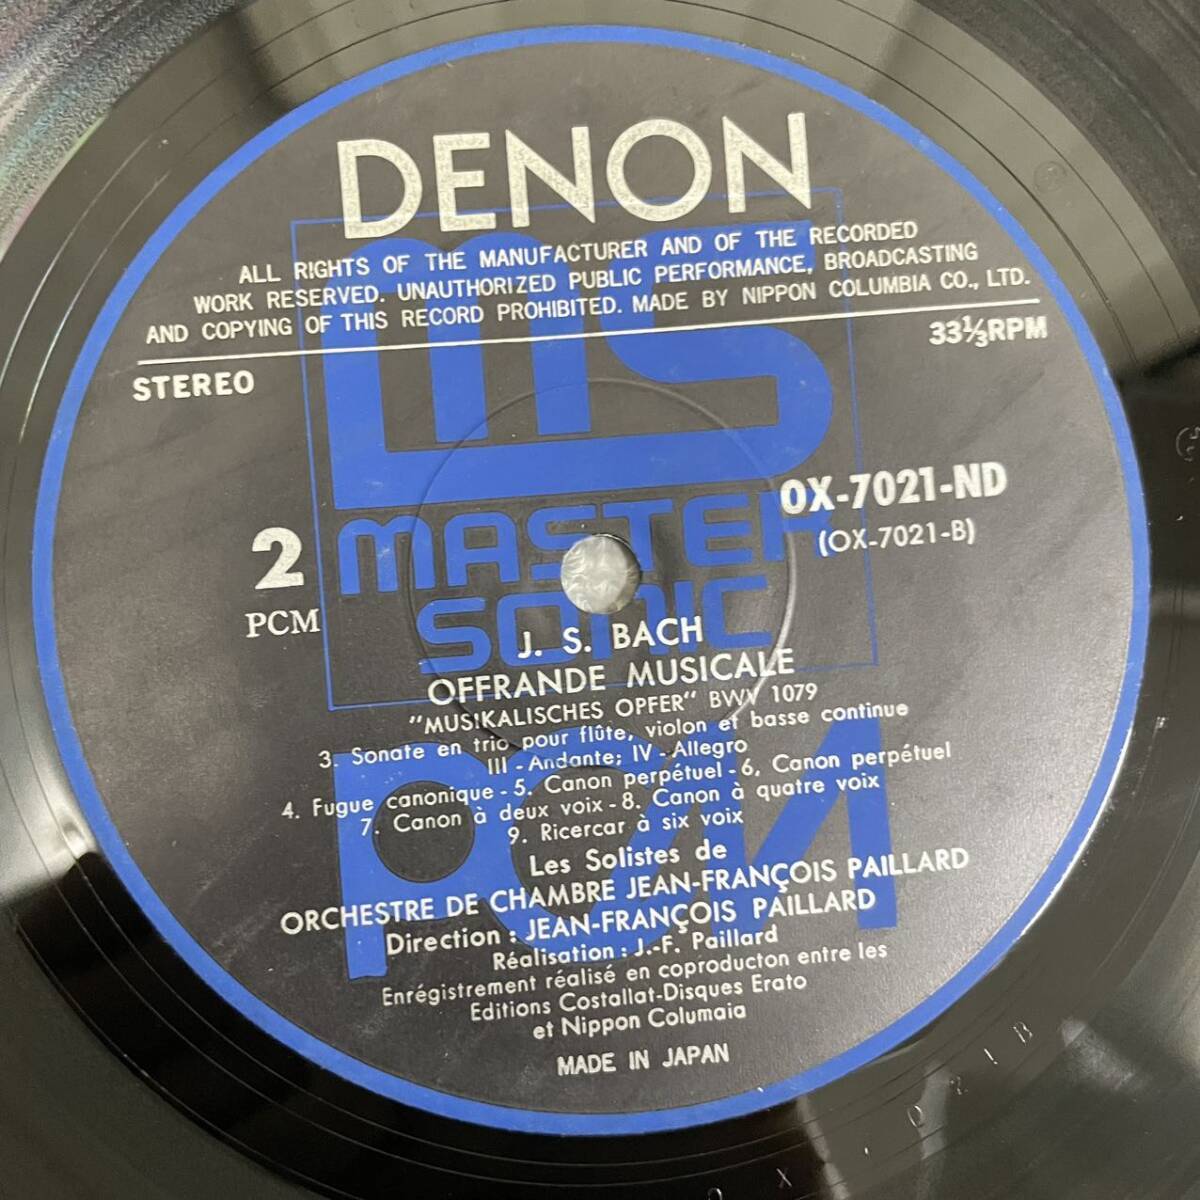 DENON
ALL RIGHTS OF THE MANUFACTURER AND OF THE RECORDED
WORK RESERVED. UNAUTHORIZED PUBLIC PERFORMANCE, BROADCASTING
AND COPYING OF THIS RECORD PROHIBITED. MADE BY NIPPON COLUMBIA CO., LTD.
STEREO
33⅓RPM
ms
MASTER
SONIC
PCM
OX-7021-ND
(OX-7021-B)
2
PCM
J. S. BACH
OFFRANDE MUSICALE
"MUSIKALISCHES OPFER" BWV 1079
3. Sonate en trio pour flûte, violon et basse continue
III - Andante; IV - Allegro
4. Fugue canonique - 5. Canon perpétuel - 6. Canon perpétuel
7. Canon à deux voix - 8. Canon à quatre voix
9. Ricercar à six voix
Les Solistes de
ORCHESTRE DE CHAMBRE JEAN-FRANÇOIS PAILLARD
Direction : JEAN-FRANÇOIS PAILLARD
Réalisation : J.-F. Paillard
Enrégistrement réalisé en coproducton entre les
Editions Costallat-Disques Erato
et Nippon Columaia
MADE IN JAPAN